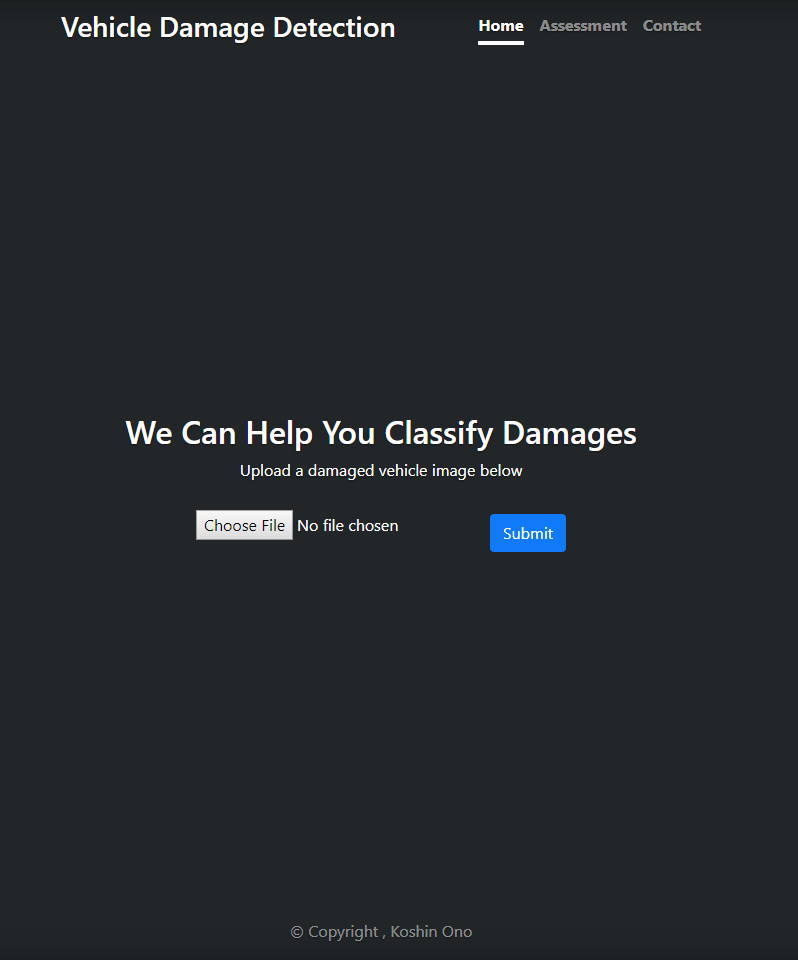 Vehicle Damage Detection
Home Assessment Contact
We Can Help You Classify Damages
Upload a damaged vehicle image below
Choose File No file chosen
Submit
© Copyright , Koshin Ono